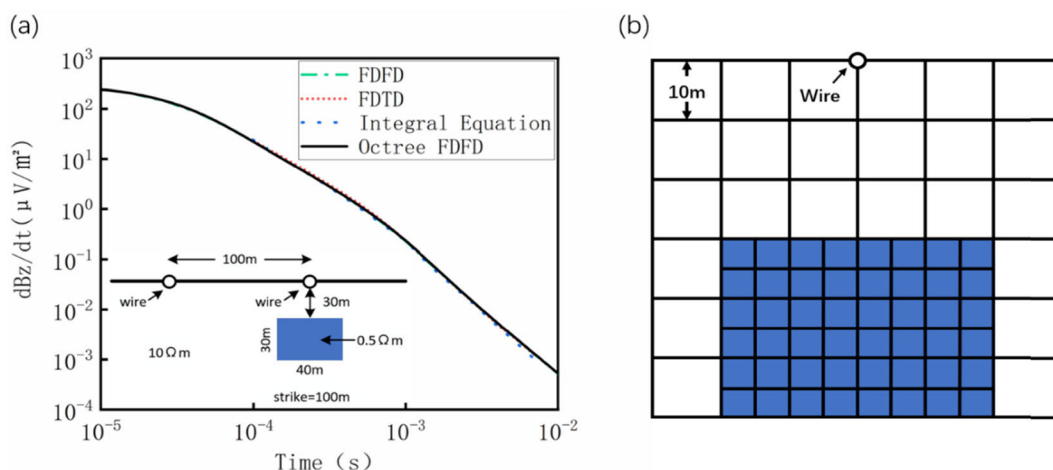 (a)
10³
10²
10¹
10⁰
10⁻¹
10⁻²
10⁻³
10⁻⁴
dBz/dt(μV/m²)
FDFD
FDTD
Integral Equation
Octree FDFD
100m
wire
wire
30m
30m
0.5Ωm
10Ωm
40m
strike=100m
10⁻⁵
10⁻⁴
10⁻³
10⁻²
Time (s)
(b)
10m
Wire